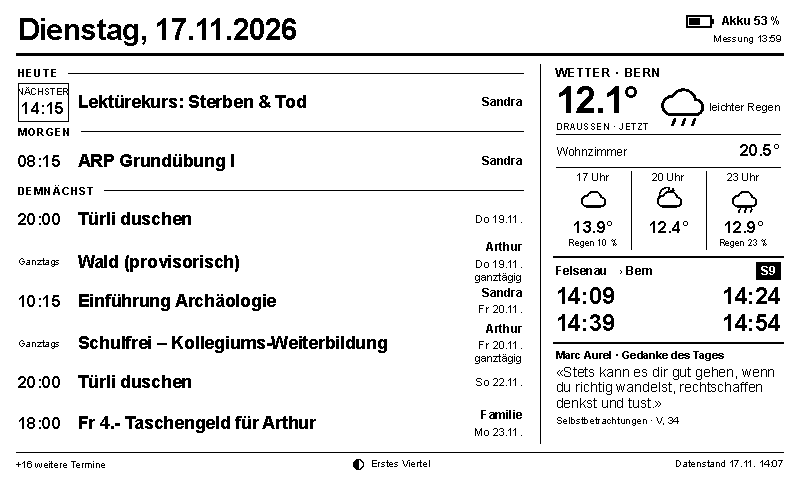 Dienstag, 17.11.2026
Akku 53 %
Messung 13:59
HEUTE
NÄCHSTER
14:15 Lektürekurs: Sterben & Tod Sandra
MORGEN
08:15 ARP Grundübung I Sandra
DEMNÄCHST
20:00 Türli duschen Do 19.11.
Arthur
Ganztags Wald (provisorisch) Do 19.11.
ganztägig
Sandra
10:15 Einführung Archäologie Fr 20.11.
Arthur
Ganztags Schulfrei – Kollegiums-Weiterbildung Fr 20.11.
ganztägig
20:00 Türli duschen So 22.11.
Familie
18:00 Fr 4.- Taschengeld für Arthur Mo 23.11.
WETTER · BERN
12.1° leichter Regen
DRAUSSEN · JETZT
Wohnzimmer 20.5°
17 Uhr 20 Uhr 23 Uhr
13.9° 12.4° 12.9°
Regen 10 % Regen 23 %
Felsenau › Bern S9
14:09 14:24
14:39 14:54
Marc Aurel · Gedanke des Tages
«Stets kann es dir gut gehen, wenn
du richtig wandelst, rechtschaffen
denkst und tust.»
Selbstbetrachtungen · V, 34
+16 weitere Termine Erstes Viertel Datenstand 17.11. 14:07